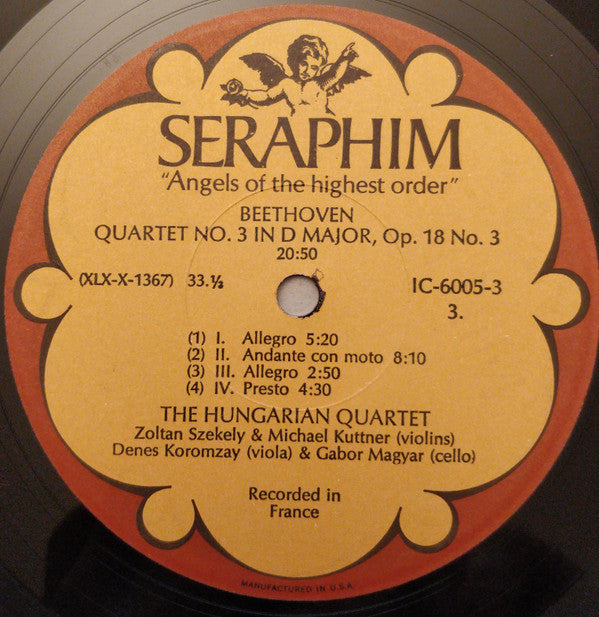 SERAPHIM
"Angels of the highest order"
BEETHOVEN
QUARTET NO. 3 IN D MAJOR, Op. 18 No. 3
20:50
(XLX-X-1367) 33.⅓ IC-6005-3
3.
(1) I. Allegro 5:20
(2) II. Andante con moto 8:10
(3) III. Allegro 2:50
(4) IV. Presto 4:30
THE HUNGARIAN QUARTET
Zoltan Szekely & Michael Kuttner (violins)
Denes Koromzay (viola) & Gabor Magyar (cello)
Recorded in
France
MANUFACTURED IN U.S.A.